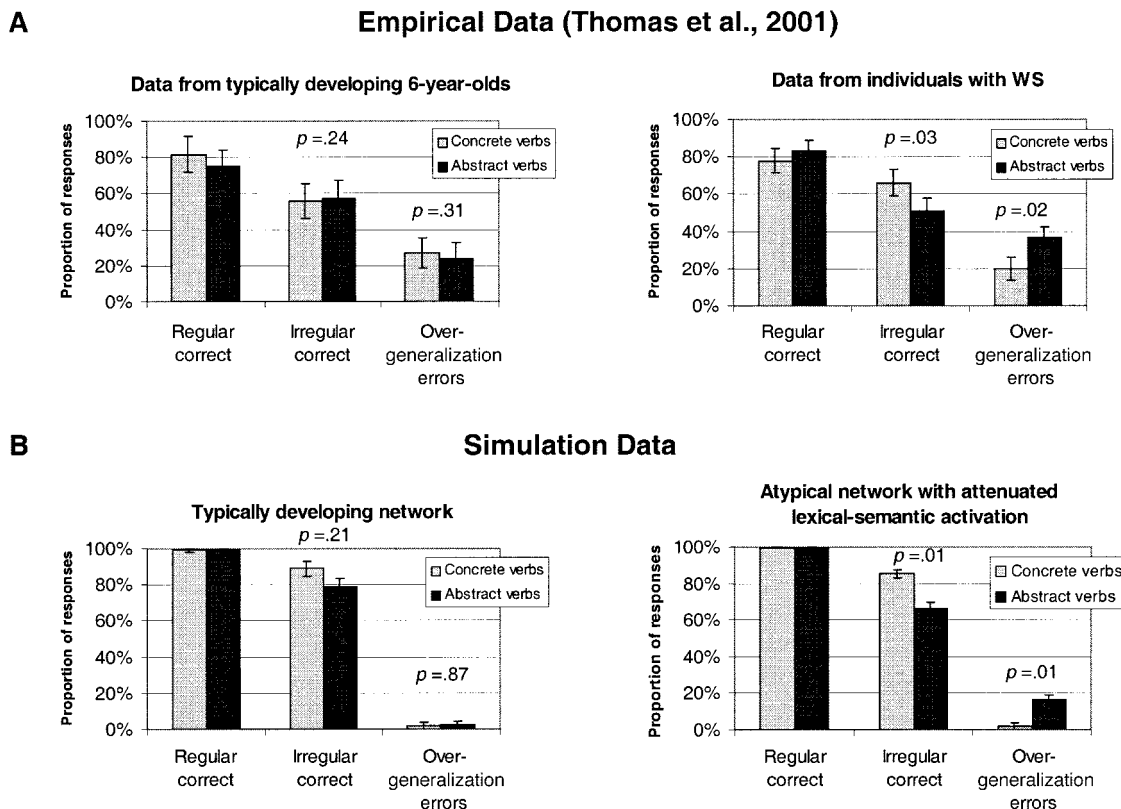 A
Empirical Data (Thomas et al., 2001)
Data from typically developing 6-year-olds
Proportion of responses
100%
80%
60%
40%
20%
0%
p =.24
p =.31
Concrete verbs
Abstract verbs
Regular correct
Irregular correct
Over-
generalization
errors
Data from individuals with WS
Proportion of responses
100%
80%
60%
40%
20%
0%
p =.03
p =.02
Concrete verbs
Abstract verbs
Regular correct
Irregular correct
Over-
generalization
errors
B
Simulation Data
Typically developing network
Proportion of responses
100%
80%
60%
40%
20%
0%
p =.21
p =.87
Concrete verbs
Abstract verbs
Regular
correct
Irregular
correct
Over-
generalization
errors
Atypical network with attenuated
lexical-semantic activation
Proportion of responses
100%
80%
60%
40%
20%
0%
p =.01
p =.01
Concrete verbs
Abstract verbs
Regular
correct
Irregular
correct
Over-
generalization
errors